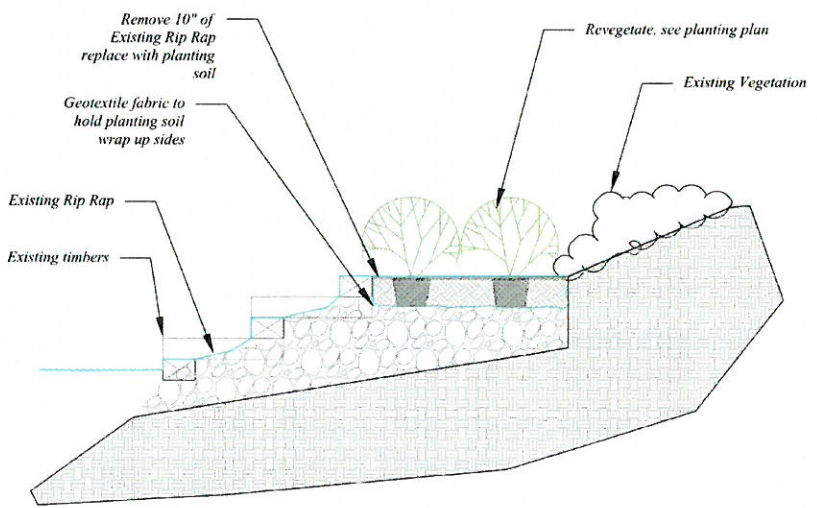 Remove 10" of
Existing Rip Rap
replace with planting
soil
Revegetate, see planting plan
Existing Vegetation
Geotextile fabric to
hold planting soil
wrap up sides
Existing Rip Rap
Existing timbers